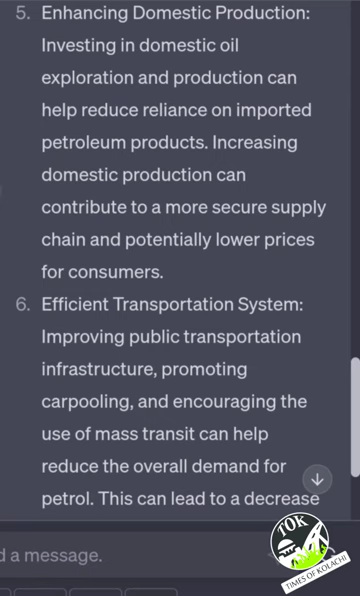 5. Enhancing Domestic Production:
Investing in domestic oil
exploration and production can
help reduce reliance on imported
petroleum products. Increasing
domestic production can
contribute to a more secure supply
chain and potentially lower prices
for consumers.
6. Efficient Transportation System:
Improving public transportation
infrastructure, promoting
carpooling, and encouraging the
use of mass transit can help
reduce the overall demand for
petrol. This can lead to a decrease
d a message.
TOK
TIMES OF KOLACHI